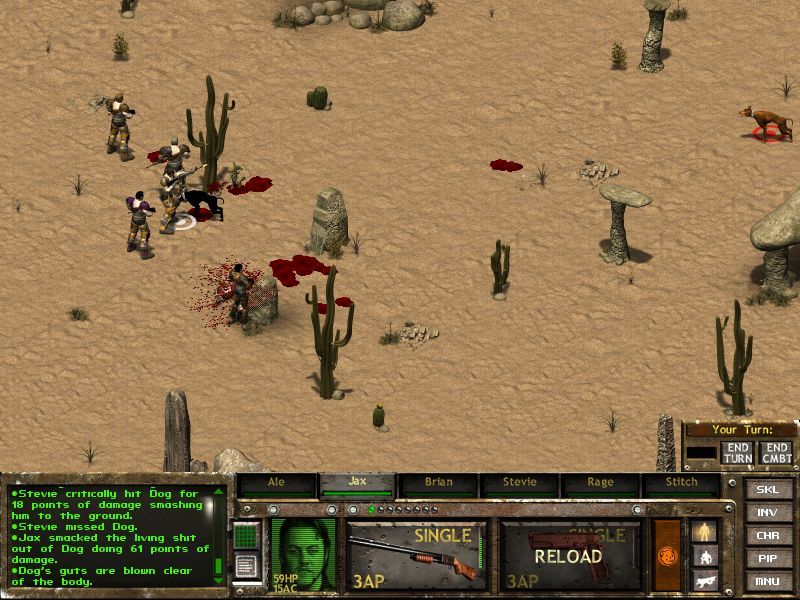 Your Turn:
END
TURN
END
CMBT
Ale
Jax
Brian
Stevie
Rage
Stitch
•Stevie critically hit Dog for
18 points of damage smashing
him to the ground.
•Stevie missed Dog.
•Jax smacked the living shit
out of Dog doing 61 points of
damage.
•Dog's guts are blown clear
of the body.
59HP
15AC
SINGLE
3AP
SINGLE
RELOAD
3AP
SKL
INV
CHR
PIP
MNU